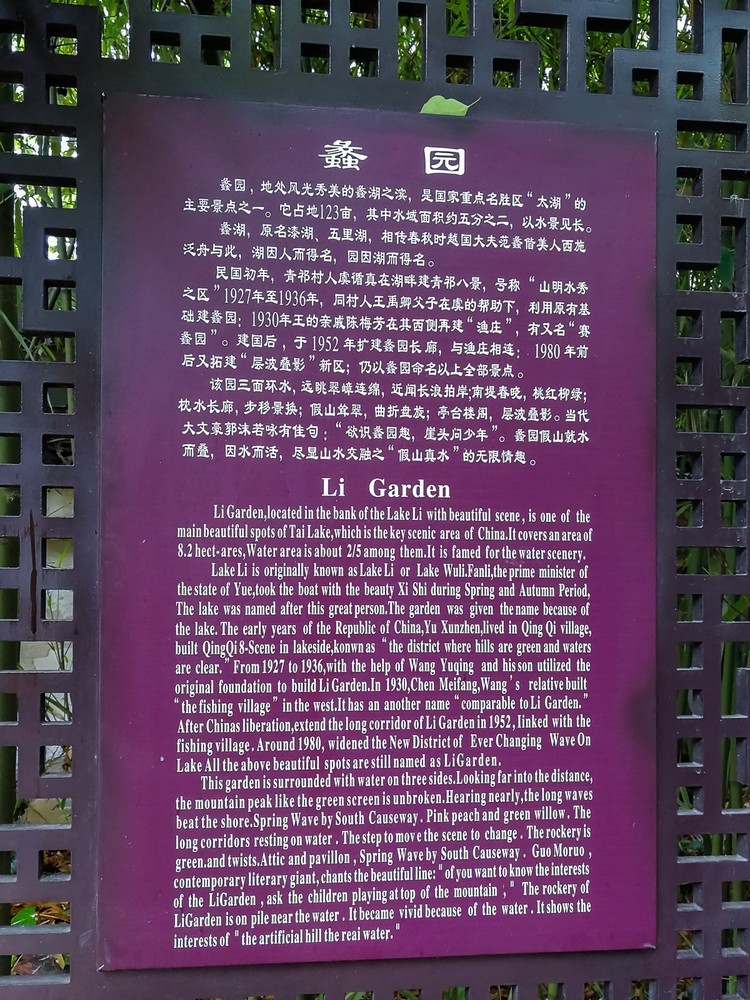 蠡 园
蠡园，地处风光秀美的蠡湖之滨，是国家重点名胜区“太湖”的
主要景点之一。它占地123亩，其中水域面积约五分之二，以水景见长。
蠡湖，原名漆湖、五里湖，相传春秋时越国大夫范蠡偕美人西施
泛舟与此，湖因人而得名，园因湖而得名。
民国初年，青祁村人虞循真在湖畔建青祁八景，号称“山明水秀
之区”1927年至1936年，同村人王禹卿父子在虞的帮助下，利用原有基
础建蠡园；1930年王的亲戚陈梅芳在其西侧再建“渔庄”，有又名“赛
蠡园”。建国后，于1952年扩建蠡园长廊，与渔庄相连；1980年前
后又拓建“层波叠影”新区；仍以蠡园命名以上全部景点。
该园三面环水，远眺翠嶂连绵，近闻长浪拍岸;南堤春晓，桃红柳绿；
枕水长廊，步移景换；假山耸翠，曲折盘旋；亭台楼阁，层波叠影。当代
大文豪郭沫若咏有佳句：“欲识蠡园趣，崖头问少年”。蠡园假山就水
而叠，因水而活，尽显山水交融之“假山真水”的无限情趣。
Li Garden
Li Garden,located in the bank of the Lake Li with beautiful scene, is one of the
main beautiful spots of Tai Lake,which is the key scenic area of China.It covers an area of
8.2 hect-ares,Water area is about 2/5 among them.It is famed for the water scenery.
Lake Li is originally known as Lake Li or Lake Wuli.Fanli,the prime minister of
the state of Yue,took the boat with the beauty Xi Shi during Spring and Autumn Period,
The lake was named after this great person.The garden was given the name because of
the lake. The early years of the Republic of China,Yu Xunzhen,lived in Qing Qi village,
built QingQi 8-Scene in lakeside,konwn as “the district where hills are green and waters
are clear.” From 1927 to 1936,with the help of Wang Yuqing and his son utilized the
original foundation to build Li Garden.In 1930,Chen Meifang,Wang's relative built
“the fishing village” in the west.It has an another name “comparable to Li Garden.”
After Chinas liberation,extend the long corridor of Li Garden in 1952, Iinked with the
fishing village. Around 1980, widened the New District of Ever Changing Wave On
Lake All the above beautiful spots are still named as LiGarden.
This garden is surrounded with water on three sides.Looking far into the distance,
the mountain peak like the green screen is unbroken.Hearing nearly,the long waves
beat the shore.Spring Wave by South Causeway. Pink peach and green willow. The
long corridors resting on water. The step to move the scene to change. The rockery is
green.and twists.Attic and pavillon, Spring Wave by South Causeway. Guo Moruo,
contemporary literary giant, chants the beautiful line:"of you want to know the interests
of the LiGarden, ask the children playing at top of the mountain ;" The rockery of
LiGarden is on pile near the water. It became vivid because of the water. It shows the
interests of "the artificial hill the reai water."